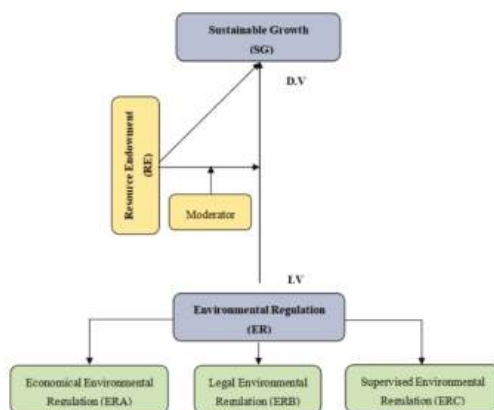 Sustainable Growth
(SG)
D.V
Resource Endowment
(RE)
Moderator
I.V
Environmental Regulation
(ER)
Economical Environmental
Regulation (ERA)
Legal Environmental
Regulation (ERB)
Supervised Environmental
Regulation (ERC)